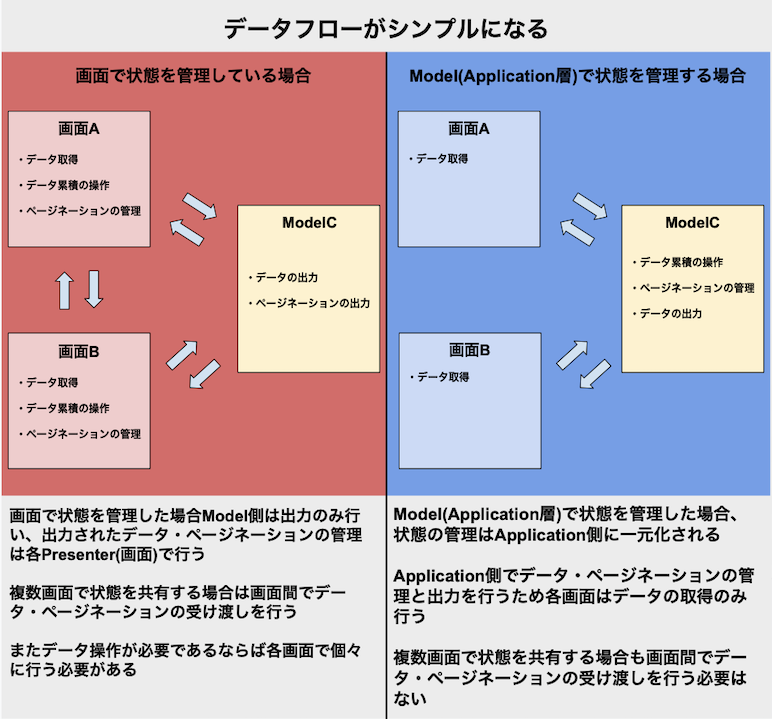 データフローがシンプルになる
画面で状態を管理している場合
画面A
・データ取得
・データ累積の操作
・ページネーションの管理
ModelC
・データの出力
・ページネーションの出力
画面B
・データ取得
・データ累積の操作
・ページネーションの管理
画面で状態を管理した場合Model側は出力のみ行
い、出力されたデータ・ページネーションの管理
は各Presenter(画面)で行う
複数画面で状態を共有する場合は画面間でデー
タ・ページネーションの受け渡しを行う
またデータ操作が必要であるならば各画面で個々
に行う必要がある
Model(Application層)で状態を管理する場合
画面A
・データ取得
ModelC
・データ累積の操作
・ページネーションの管理
・データの出力
画面B
・データ取得
Model(Application層)で状態を管理した場合、
状態の管理はApplication側に一元化される
Application側でデータ・ページネーションの管
理と出力を行うため各画面はデータの取得のみ
行う
複数画面で状態を共有する場合も画面間でデー
タ・ページネーションの受け渡しを行う必要は
ない